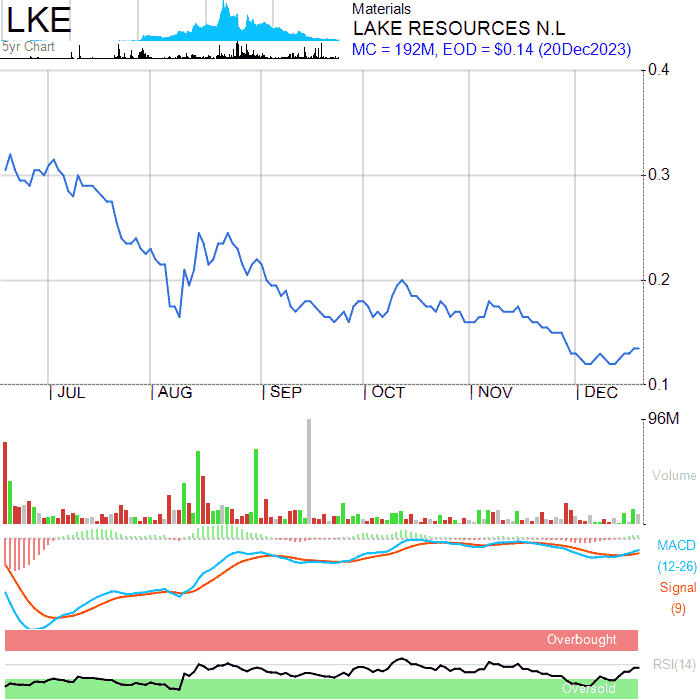 LKE
5yr Chart
Materials
LAKE RESOURCES N.L
MC = 192M, EOD = $0.14 (20Dec2023)
0.4
0.3
0.2
0.1
JUL AUG SEP OCT NOV DEC
96M
Volume
MACD
(12-26)
Signal
(9)
Overbought
RSI(14)
Oversold